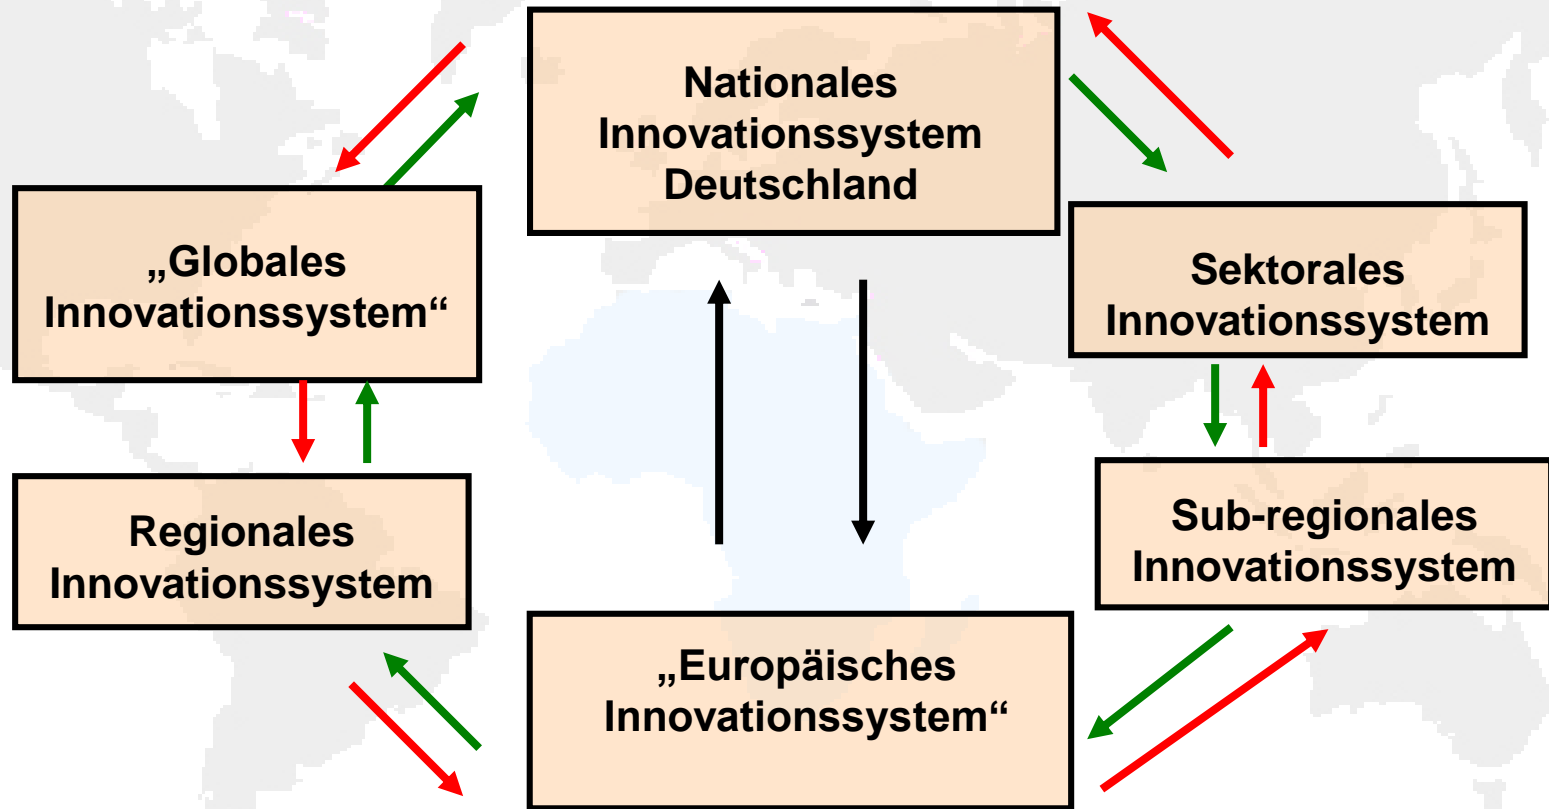 Nationales
Innovationssystem
Deutschland
„Globales
Innovationssystem“
Sektorales
Innovationssystem
Regionales
Innovationssystem
Sub-regionales
Innovationssystem
„Europäisches
Innovationssystem“